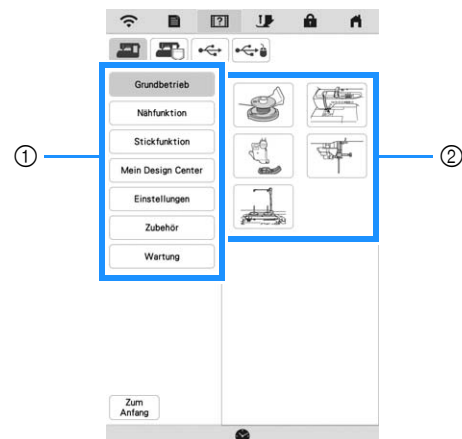 Grundbetrieb
Nähfunktion
Stickfunktion
①
Mein Design Center
②
Einstellungen
Zubehör
Wartung
Zum
Anfang